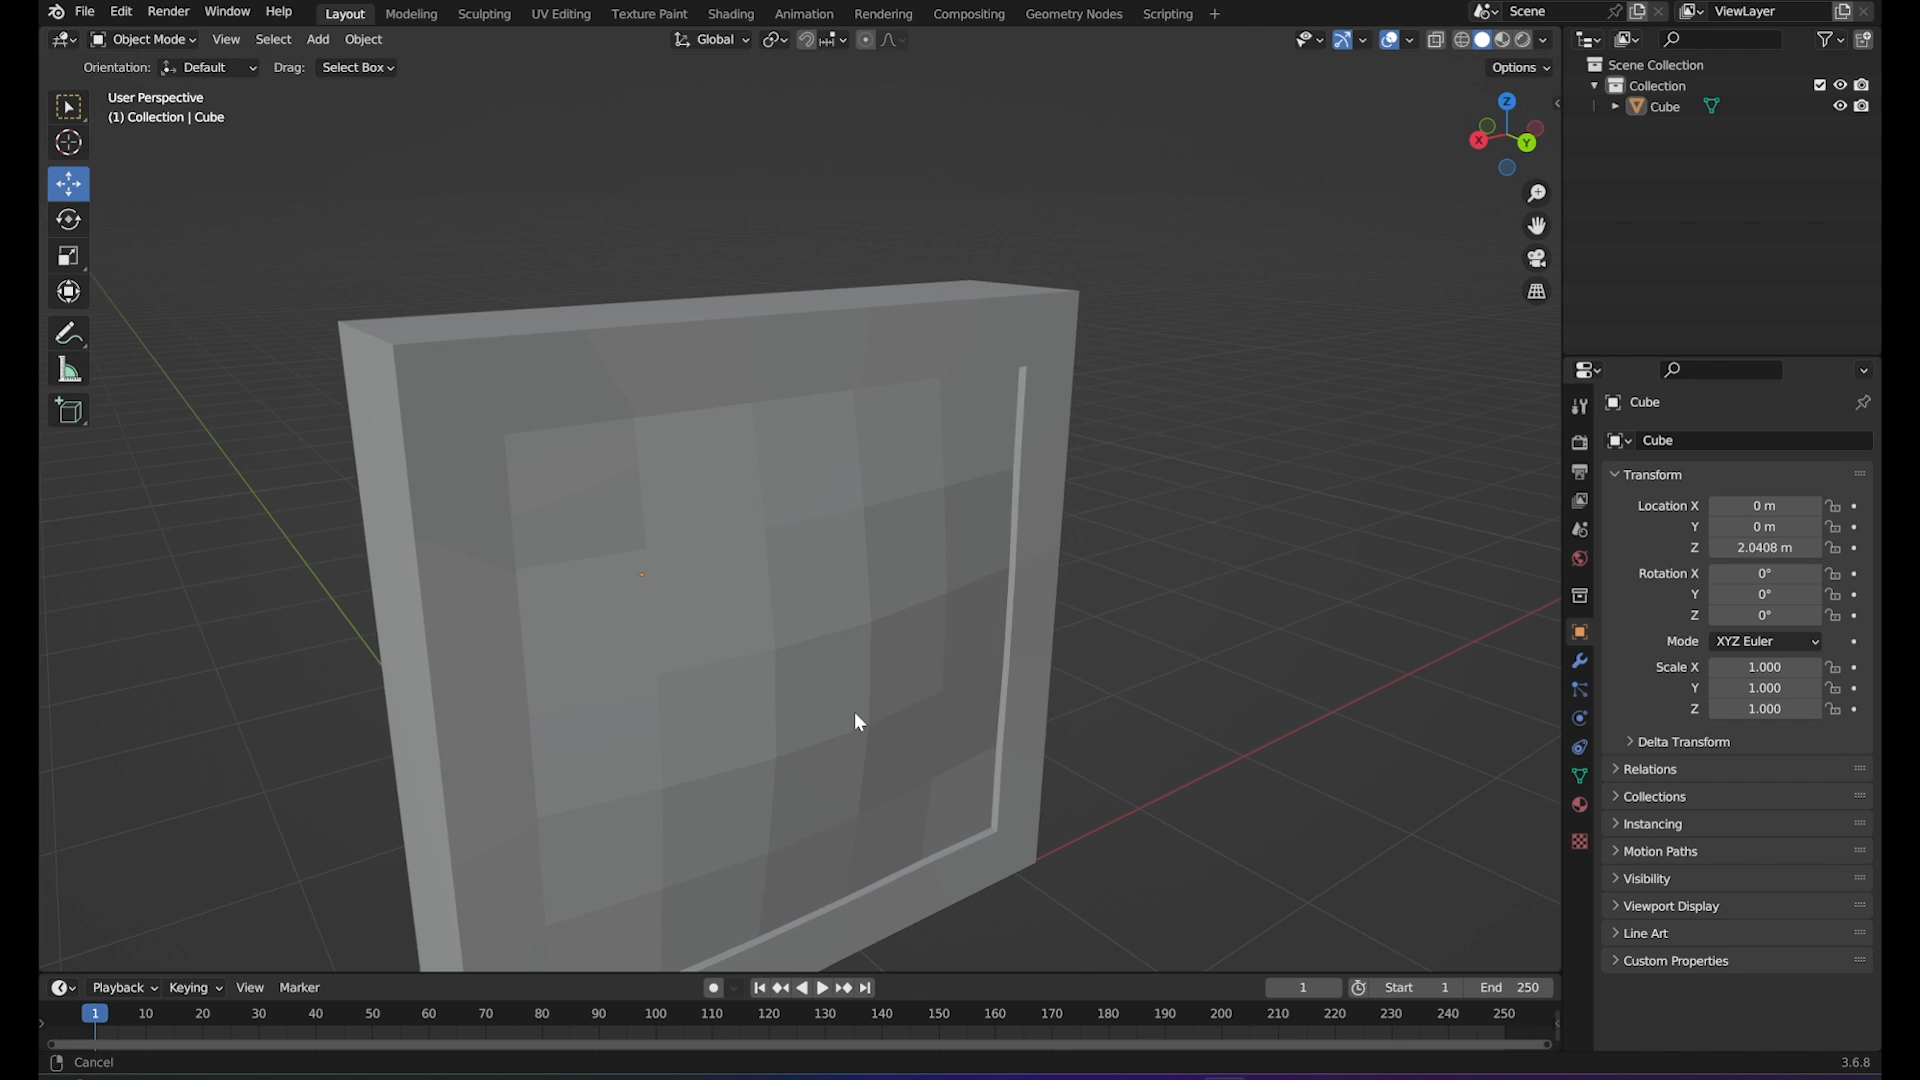 File Edit Render Window Help Layout Modeling Sculpting UV Editing Texture Paint Shading Animation Rendering Compositing Geometry Nodes Scripting + Scene ViewLayer
Object Mode View Select Add Object Global
Orientation: Default Drag: Select Box Options
User Perspective
(1) Collection | Cube
Z
X
Y
Scene Collection
Collection
Cube
Cube
Cube
Transform
Location X 0 m
Y 0 m
Z 2.0408 m
Rotation X 0°
Y 0°
Z 0°
Mode XYZ Euler
Scale X 1.000
Y 1.000
Z 1.000
Delta Transform
Relations
Collections
Instancing
Motion Paths
Visibility
Viewport Display
Line Art
Custom Properties
Playback Keying View Marker 1 Start 1 End 250
1 10 20 30 40 50 60 70 80 90 100 110 120 130 140 150 160 170 180 190 200 210 220 230 240 250
Cancel 3.6.8